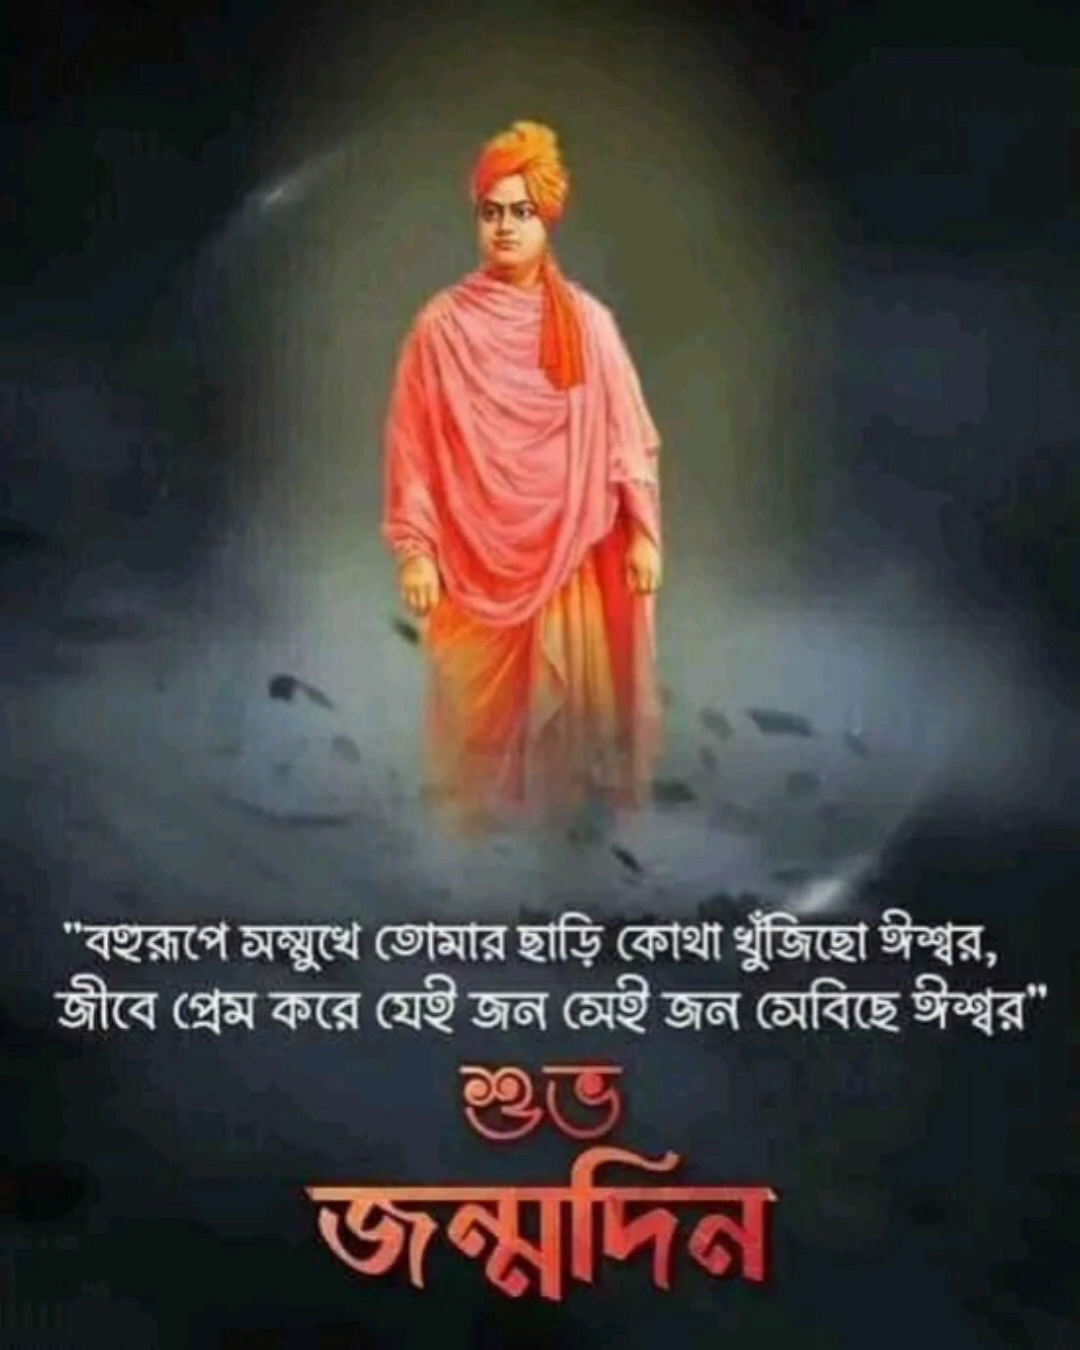 "বহুরূপে সম্মুখে তোমার ছাড়ি কোথা খুঁজিছো ঈশ্বর,
জীবে প্রেম করে যেই জন সেই জন সেবিছে ঈশ্বর"
শুভ
জন্মদিন